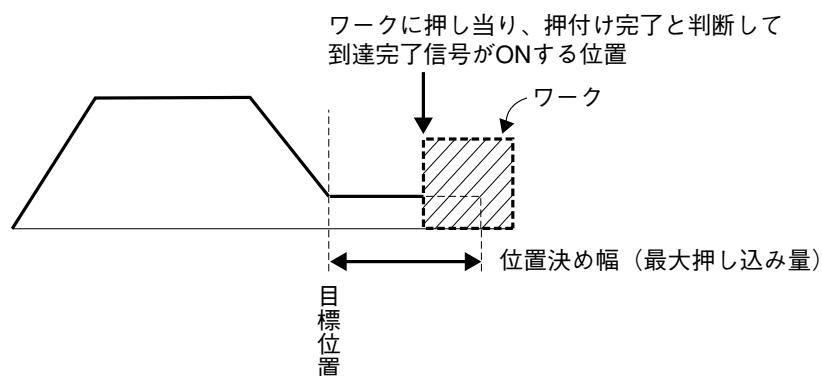 ワークに押し当り、押付け完了と判断して
到達完了信号がONする位置
ワーク
位置決め幅（最大押し込み量）
目標位置